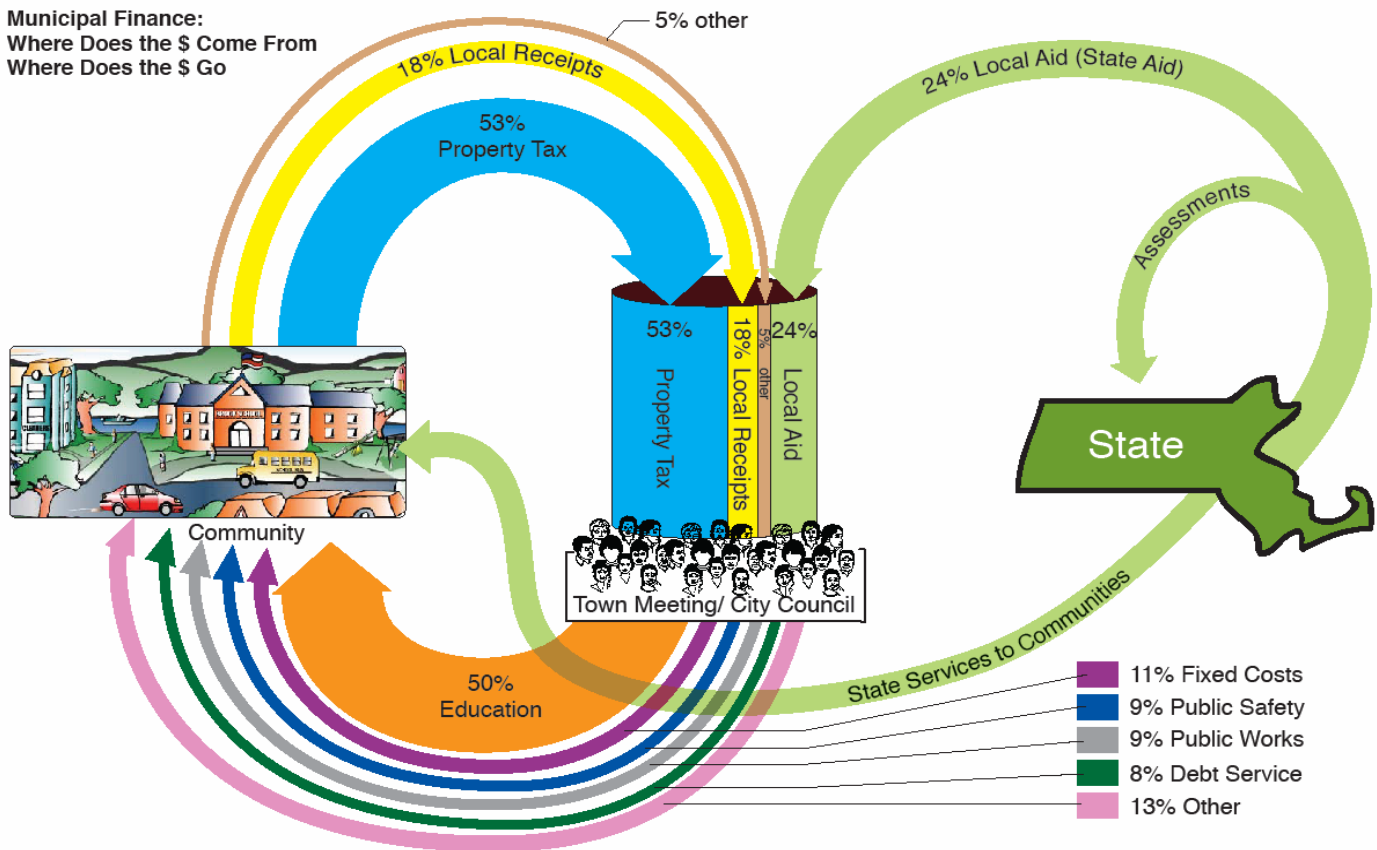 Municipal Finance:
Where Does the $ Come From
Where Does the $ Go
5% other
18% Local Receipts
24% Local Aid (State Aid)
53%
Property Tax
Assessments
53%
Property Tax
18% Local Receipts
5% other
24%
Local Aid
State
Community
Town Meeting/ City Council
State Services to Communities
50%
Education
11% Fixed Costs
9% Public Safety
9% Public Works
8% Debt Service
13% Other